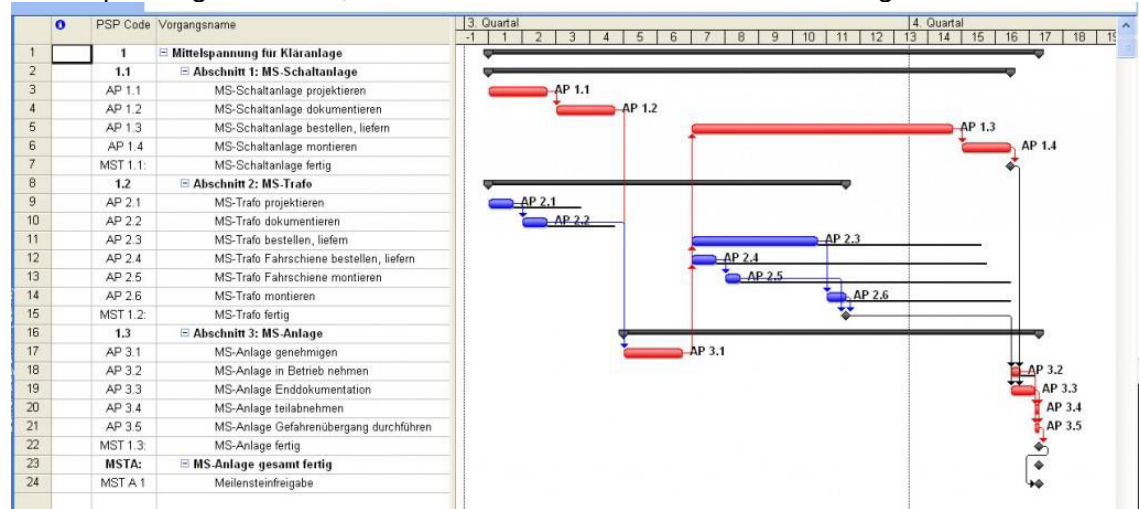 PSP Code Vorgangsname 3. Quartal 4. Quartal
-1 1 2 3 4 5 6 7 8 9 10 11 12 13 14 15 16 17 18 19
1 1 Mittelspannung für Kläranlage
2 1.1 Abschnitt 1: MS-Schaltanlage
3 AP 1.1 MS-Schaltanlage projektieren AP 1.1
4 AP 1.2 MS-Schaltanlage dokumentieren AP 1.2
5 AP 1.3 MS-Schaltanlage bestellen, liefern AP 1.3
6 AP 1.4 MS-Schaltanlage montieren AP 1.4
7 MST 1.1: MS-Schaltanlage fertig
8 1.2 Abschnitt 2: MS-Trafo
9 AP 2.1 MS-Trafo projektieren AP 2.1
10 AP 2.2 MS-Trafo dokumentieren AP 2.2
11 AP 2.3 MS-Trafo bestellen, liefern AP 2.3
12 AP 2.4 MS-Trafo Fahrschiene bestellen, liefern AP 2.4
13 AP 2.5 MS-Trafo Fahrschiene montieren AP 2.5
14 AP 2.6 MS-Trafo montieren AP 2.6
15 MST 1.2: MS-Trafo fertig
16 1.3 Abschnitt 3: MS-Anlage
17 AP 3.1 MS-Anlage genehmigen AP 3.1
18 AP 3.2 MS-Anlage in Betrieb nehmen AP 3.2
19 AP 3.3 MS-Anlage Enddokumentation AP 3.3
20 AP 3.4 MS-Anlage teilabnehmen AP 3.4
21 AP 3.5 MS-Anlage Gefahrenübergang durchführen AP 3.5
22 MST 1.3: MS-Anlage fertig
23 MSTA: MS-Anlage gesamt fertig
24 MST A 1 Meilensteinfreigabe